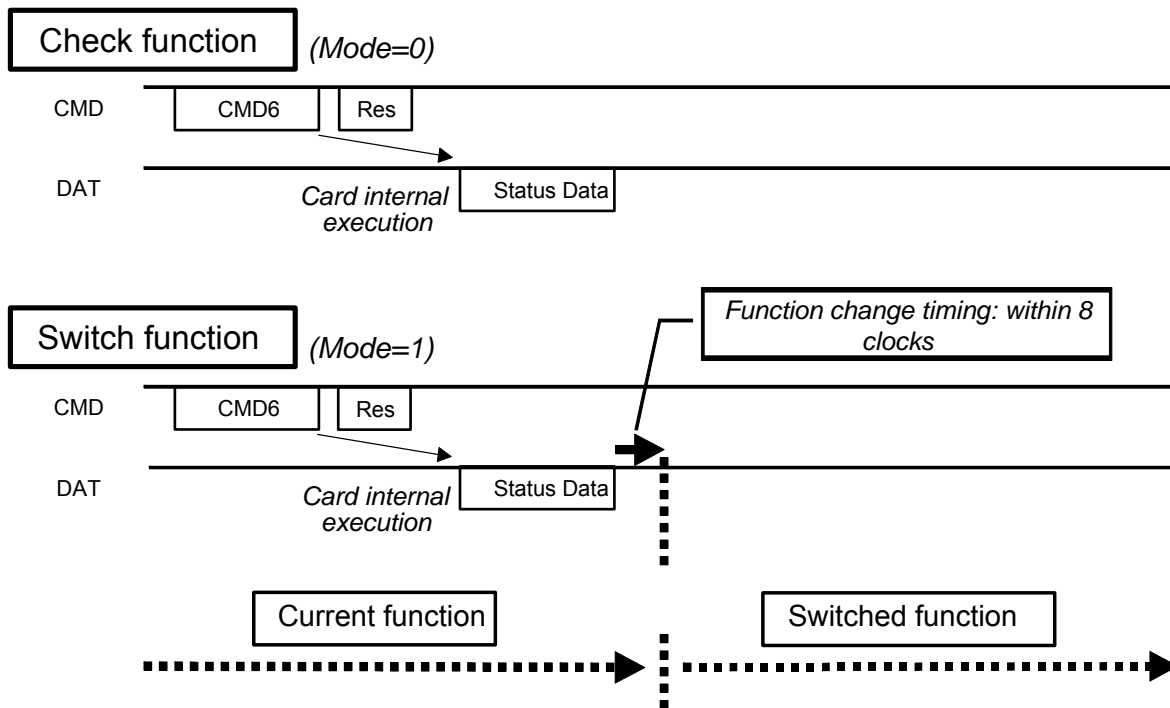 Check function
(Mode=0)
CMD
CMD6
Res
DAT
Card internal
execution
Status Data
Function change timing: within 8
clocks
Switch function
(Mode=1)
CMD
CMD6
Res
DAT
Card internal
execution
Status Data
Current function
Switched function